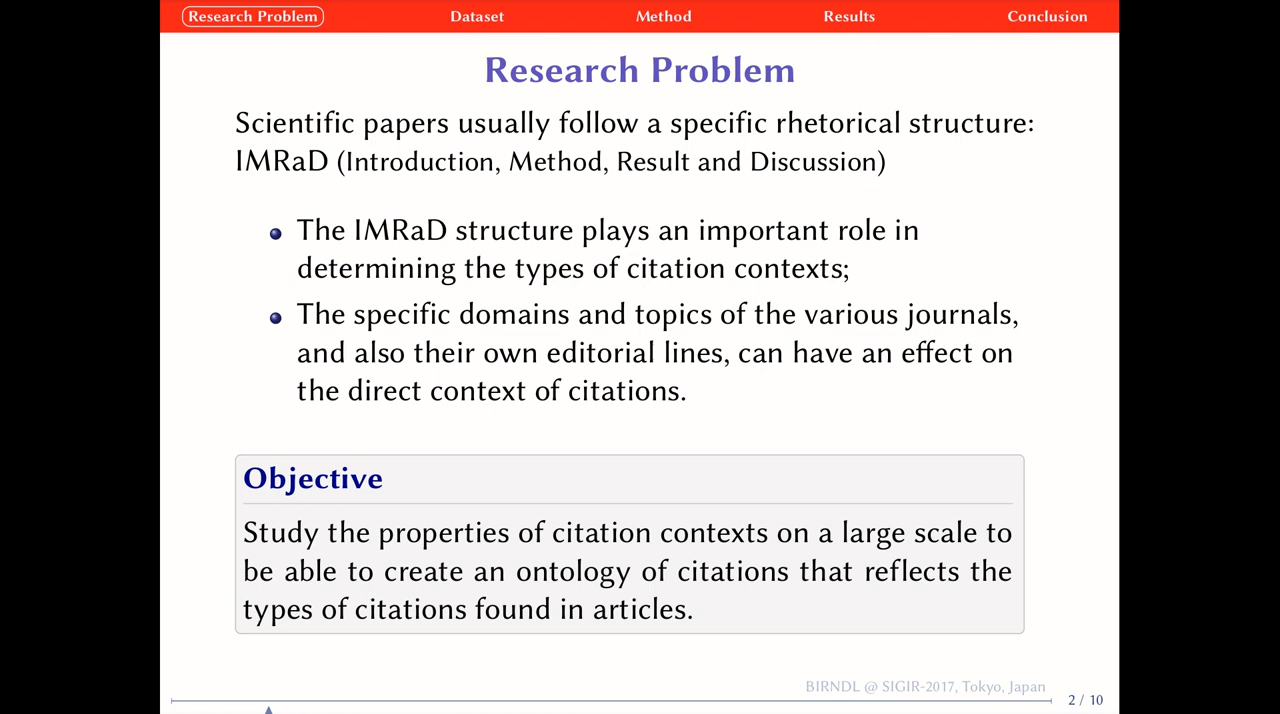 Research Problem Dataset Method Results Conclusion
Research Problem
Scientific papers usually follow a specific rhetorical structure:
IMRaD (Introduction, Method, Result and Discussion)
The IMRaD structure plays an important role in
determining the types of citation contexts;
The specific domains and topics of the various journals,
and also their own editorial lines, can have an effect on
the direct context of citations.
Objective
Study the properties of citation contexts on a large scale to
be able to create an ontology of citations that reflects the
types of citations found in articles.
BIRNDL @ SIGIR-2017, Tokyo, Japan
2 / 10